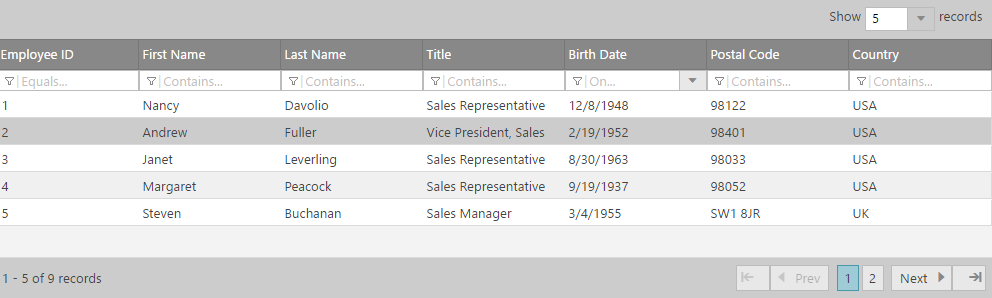 Show 5 records
Employee ID First Name Last Name Title Birth Date Postal Code Country
Equals... Contains... Contains... Contains... On... Contains... Contains...
1 Nancy Davolio Sales Representative 12/8/1948 98122 USA
2 Andrew Fuller Vice President, Sales 2/19/1952 98401 USA
3 Janet Leverling Sales Representative 8/30/1963 98033 USA
4 Margaret Peacock Sales Representative 9/19/1937 98052 USA
5 Steven Buchanan Sales Manager 3/4/1955 SW1 8JR UK
1 - 5 of 9 records Prev 1 2 Next